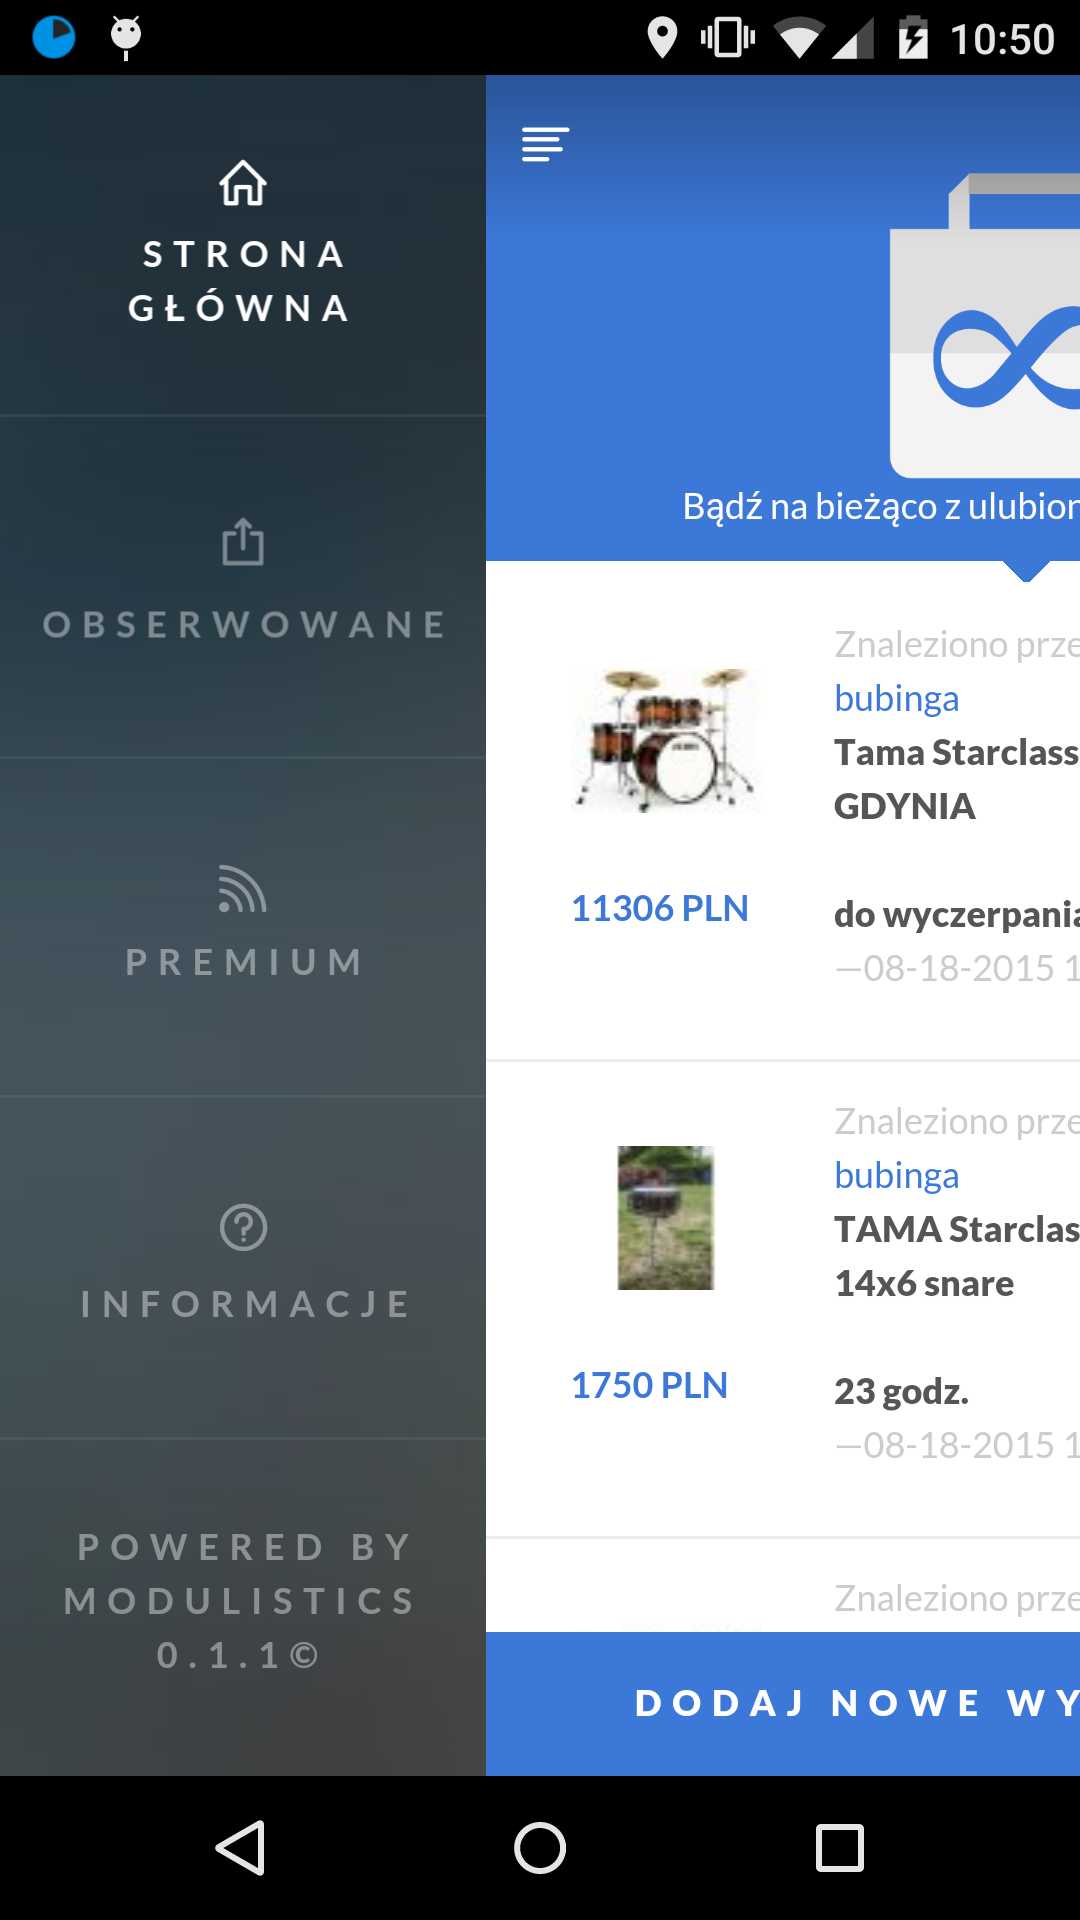 10:50
STRONA
GŁÓWNA
OBSERWOWANE
PREMIUM
INFORMACJE
POWERED BY
MODULISTICS
0.1.1©
Bądź na bieżąco z ulubion
Znaleziono prze
bubinga
Tama Starclass
GDYNIA
11306 PLN
do wyczerpania
—08-18-2015 1
Znaleziono prze
bubinga
TAMA Starclas
14x6 snare
1750 PLN
23 godz.
—08-18-2015 1
Znaleziono prze
DODAJ NOWE WY